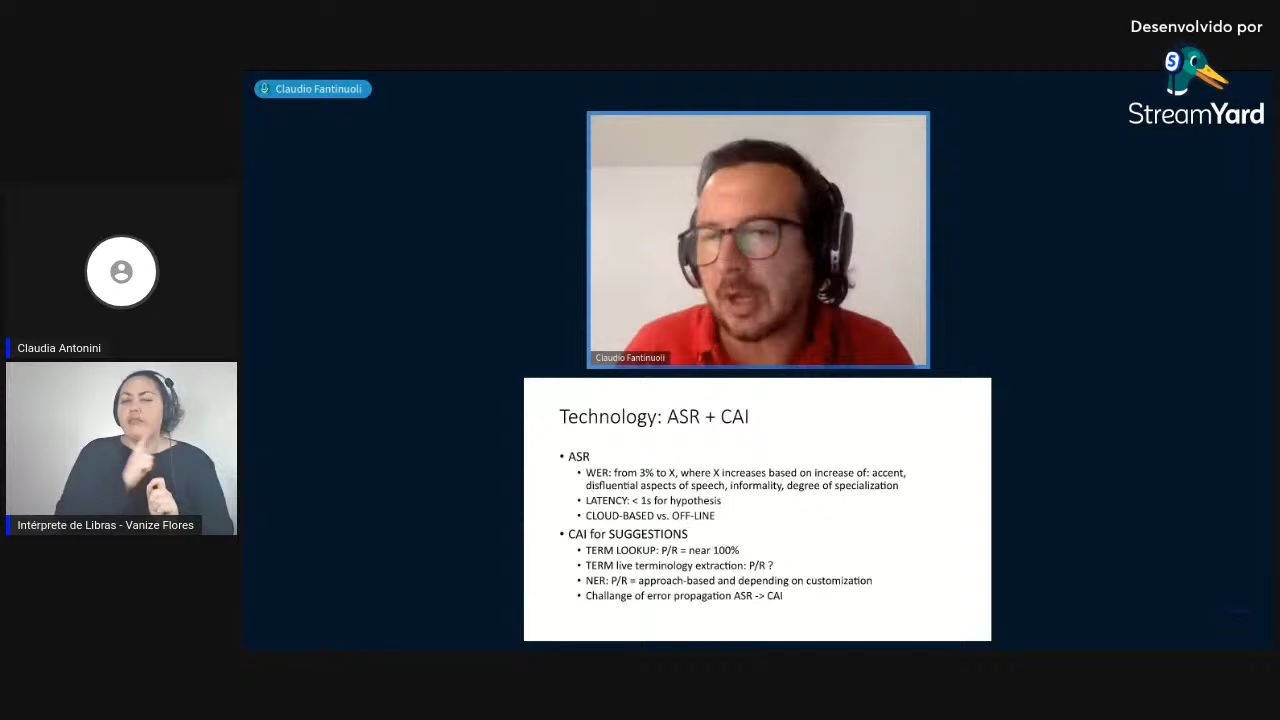 Desenvolvido por
S
StreamYard
Claudio Fantinuoli
Claudio Fantinuoli
Claudia Antonini
Intérprete de Libras - Vanize Flores
Technology: ASR + CAI
• ASR
• WER: from 3% to X, where X increases based on increase of: accent,
disfluential aspects of speech, informality, degree of specialization
• LATENCY: < 1s for hypothesis
• CLOUD-BASED vs. OFF-LINE
• CAI for SUGGESTIONS
• TERM LOOKUP: P/R = near 100%
• TERM live terminology extraction: P/R ?
• NER: P/R = approach-based and depending on customization
• Challange of error propagation ASR -> CAI